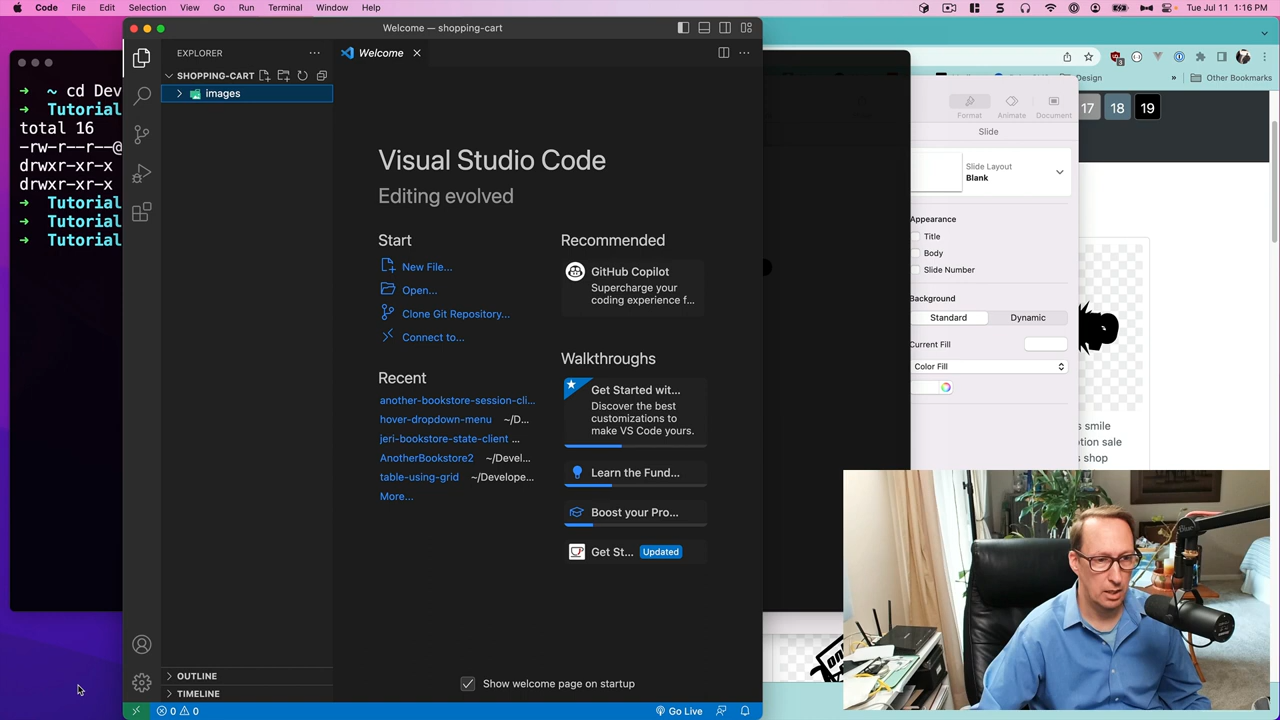 Code File Edit Selection View Go Run Terminal Window Help
Tue Jul 11 1:16 PM
Welcome — shopping-cart
EXPLORER
Welcome
SHOPPING-CART
images
Visual Studio Code
Editing evolved
Start
New File...
Open...
Clone Git Repository...
Connect to...
Recent
another-bookstore-session-cli...
hover-dropdown-menu ~/D...
jeri-bookstore-state-client ...
AnotherBookstore2 ~/Devel...
table-using-grid ~/Develope...
More...
Recommended
GitHub Copilot
Supercharge your
coding experience f...
Walkthroughs
Get Started wit...
Discover the best
customizations to
make VS Code yours.
Learn the Fund...
Boost your Pro...
Get St... Updated
Show welcome page on startup
OUTLINE
TIMELINE
0 0
Go Live
➜ ~ cd Dev
➜ Tutorial
total 16
-rw-r--r--@
drwxr-xr-x
drwxr-xr-x
➜ Tutorial
➜ Tutorial
➜ Tutorial
Design
» Other Bookmarks
17 18 19
Format Animate Document
Slide
Slide Layout
Blank
Appearance
Title
Body
Slide Number
Background
Standard Dynamic
Current Fill
Color Fill
s smile
tion sale
s shop
Blue